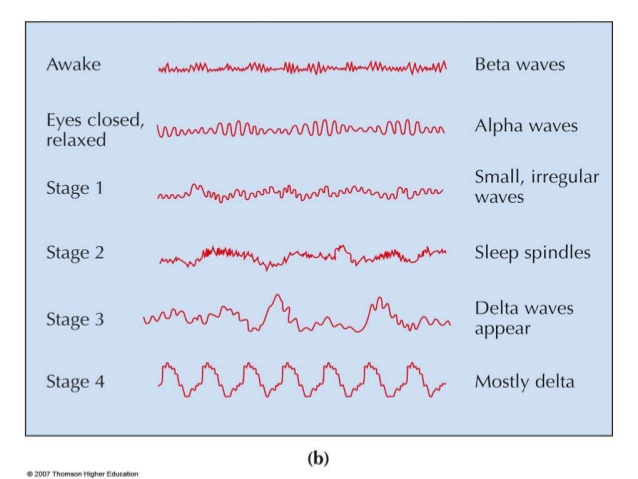 Awake
Beta waves
Eyes closed,
relaxed
Alpha waves
Stage 1
Small, irregular
waves
Stage 2
Sleep spindles
Stage 3
Delta waves
appear
Stage 4
Mostly delta
(b)
© 2007 Thomson Higher Education